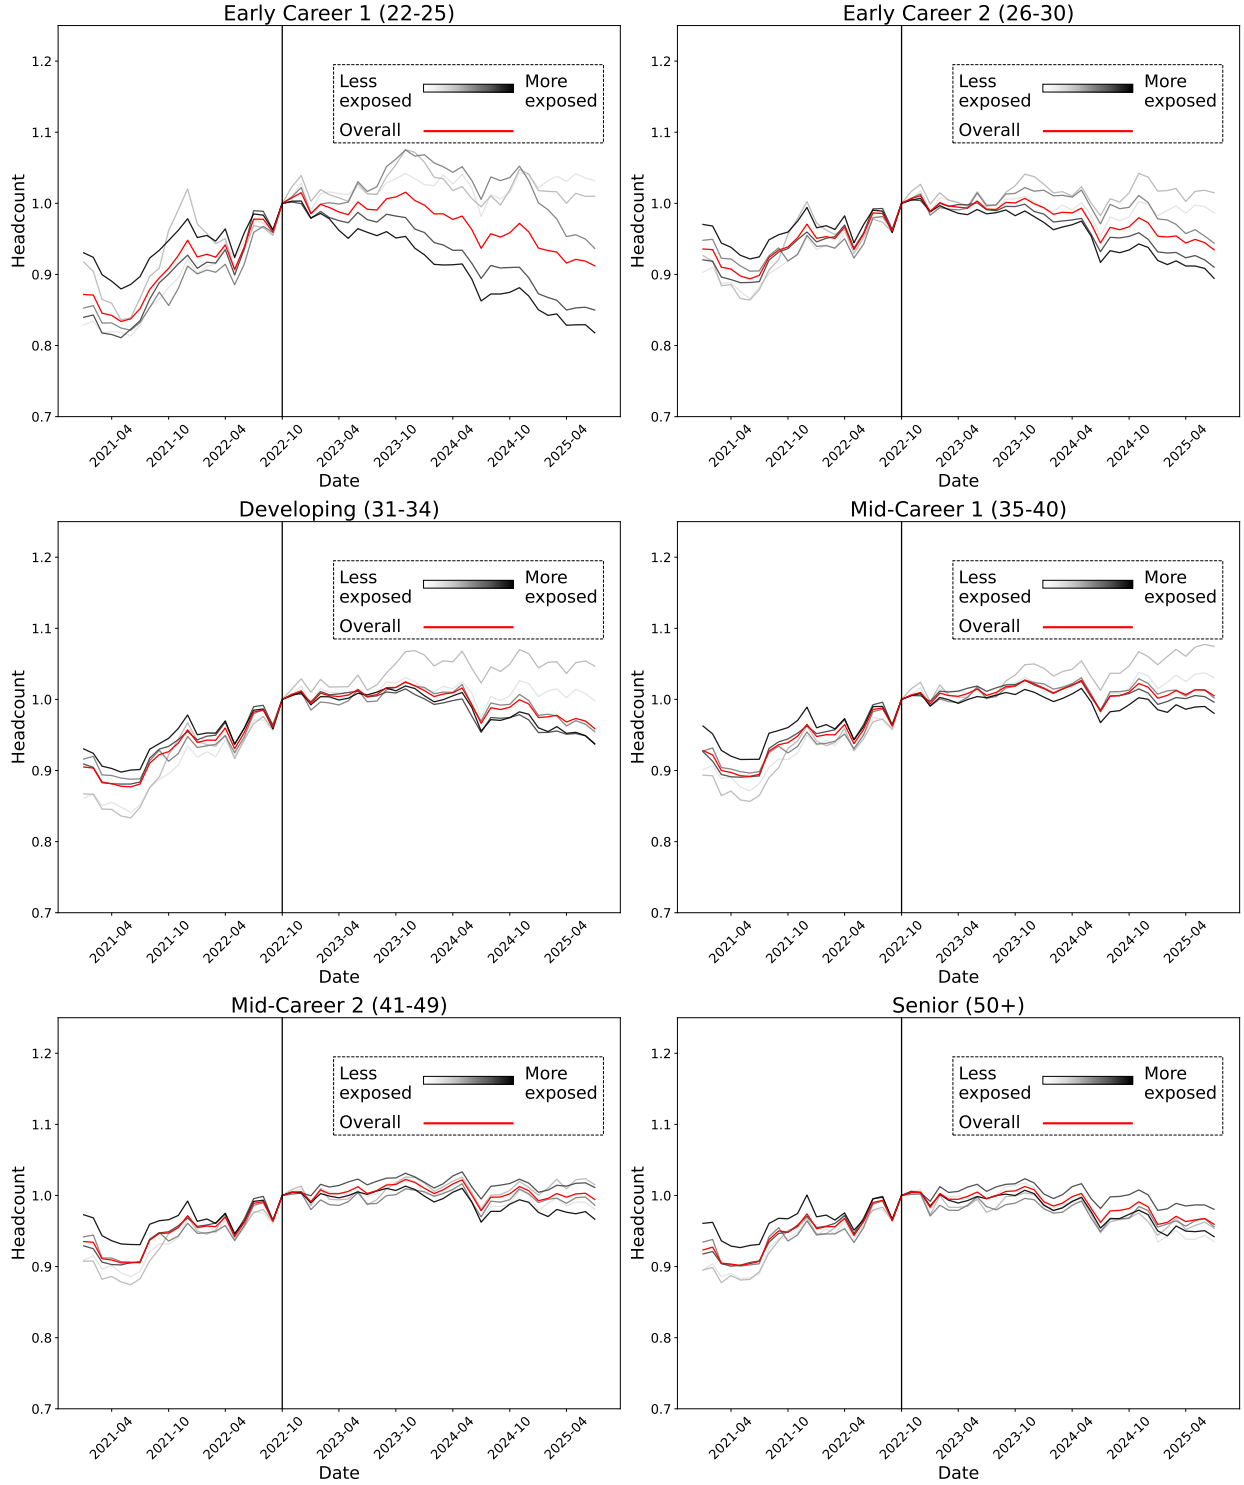 Early Career 1 (22-25)
Headcount
1.2
1.1
1.0
0.9
0.8
0.7
Less
exposed
More
exposed
Overall
2021-04
2021-10
2022-04
2022-10
2023-04
2023-10
2024-04
2024-10
2025-04
Date
Early Career 2 (26-30)
Headcount
1.2
1.1
1.0
0.9
0.8
0.7
Less
exposed
More
exposed
Overall
2021-04
2021-10
2022-04
2022-10
2023-04
2023-10
2024-04
2024-10
2025-04
Date
Developing (31-34)
Headcount
1.2
1.1
1.0
0.9
0.8
0.7
Less
exposed
More
exposed
Overall
2021-04
2021-10
2022-04
2022-10
2023-04
2023-10
2024-04
2024-10
2025-04
Date
Mid-Career 1 (35-40)
Headcount
1.2
1.1
1.0
0.9
0.8
0.7
Less
exposed
More
exposed
Overall
2021-04
2021-10
2022-04
2022-10
2023-04
2023-10
2024-04
2024-10
2025-04
Date
Mid-Career 2 (41-49)
Headcount
1.2
1.1
1.0
0.9
0.8
0.7
Less
exposed
More
exposed
Overall
2021-04
2021-10
2022-04
2022-10
2023-04
2023-10
2024-04
2024-10
2025-04
Date
Senior (50+)
Headcount
1.2
1.1
1.0
0.9
0.8
0.7
Less
exposed
More
exposed
Overall
2021-04
2021-10
2022-04
2022-10
2023-04
2023-10
2024-04
2024-10
2025-04
Date